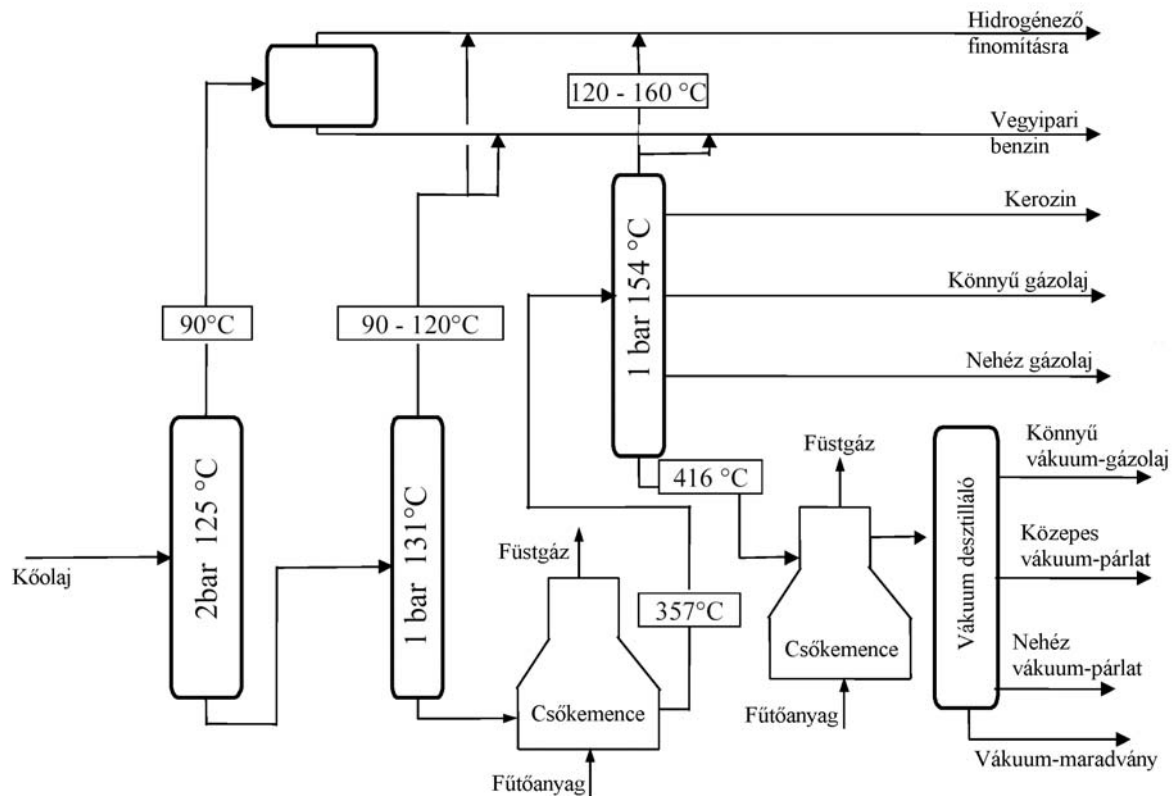 Hidrogénező
finomításra
120 - 160 °C
Vegyipari
benzin
Kerozin
1 bar 154 °C
Könnyű gázolaj
90°C
90 - 120°C
Nehéz gázolaj
Könnyű
vákuum-gázolaj
Füstgáz
416 °C
2bar 125 °C
1 bar 131°C
Kőolaj
Füstgáz
Közepes
vákuum-párlat
Vákuum desztilláló
357°C
Csőkemence
Nehéz
vákuum-párlat
Csőkemence
Fűtőanyag
Vákuum-maradvány
Fűtőanyag